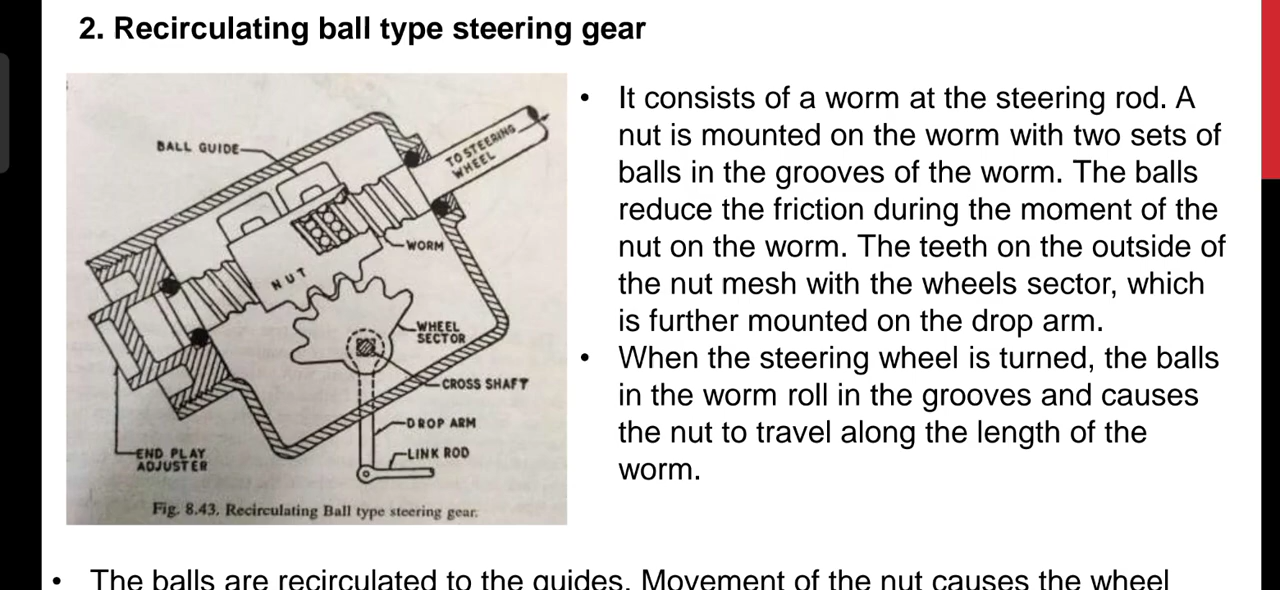 2. Recirculating ball type steering gear
BALL GUIDE
TO STEERING
WHEEL
WORM
NUT
WHEEL
SECTOR
CROSS SHAFT
DROP ARM
LINK ROD
END PLAY
ADJUSTER
Fig. 8.43. Recirculating Ball type steering gear.
• It consists of a worm at the steering rod. A
nut is mounted on the worm with two sets of
balls in the grooves of the worm. The balls
reduce the friction during the moment of the
nut on the worm. The teeth on the outside of
the nut mesh with the wheels sector, which
is further mounted on the drop arm.
• When the steering wheel is turned, the balls
in the worm roll in the grooves and causes
the nut to travel along the length of the
worm.
• The balls are recirculated to the guides. Movement of the nut causes the wheel